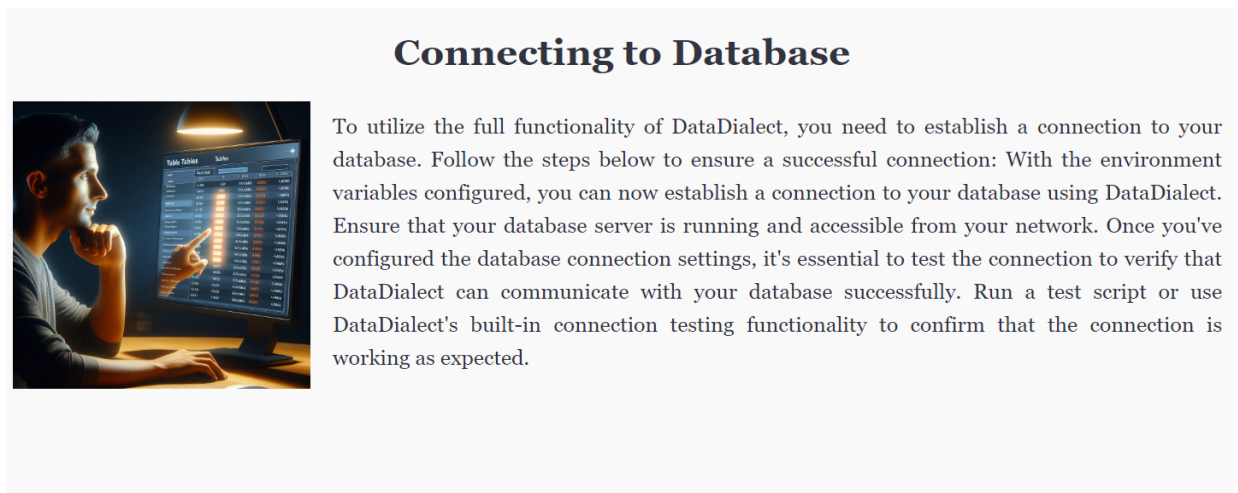 Connecting to Database
To utilize the full functionality of DataDialect, you need to establish a connection to your
database. Follow the steps below to ensure a successful connection: With the environment
variables configured, you can now establish a connection to your database using DataDialect.
Ensure that your database server is running and accessible from your network. Once you've
configured the database connection settings, it's essential to test the connection to verify that
DataDialect can communicate with your database successfully. Run a test script or use
DataDialect's built-in connection testing functionality to confirm that the connection is
working as expected.
Table Tables
Tables